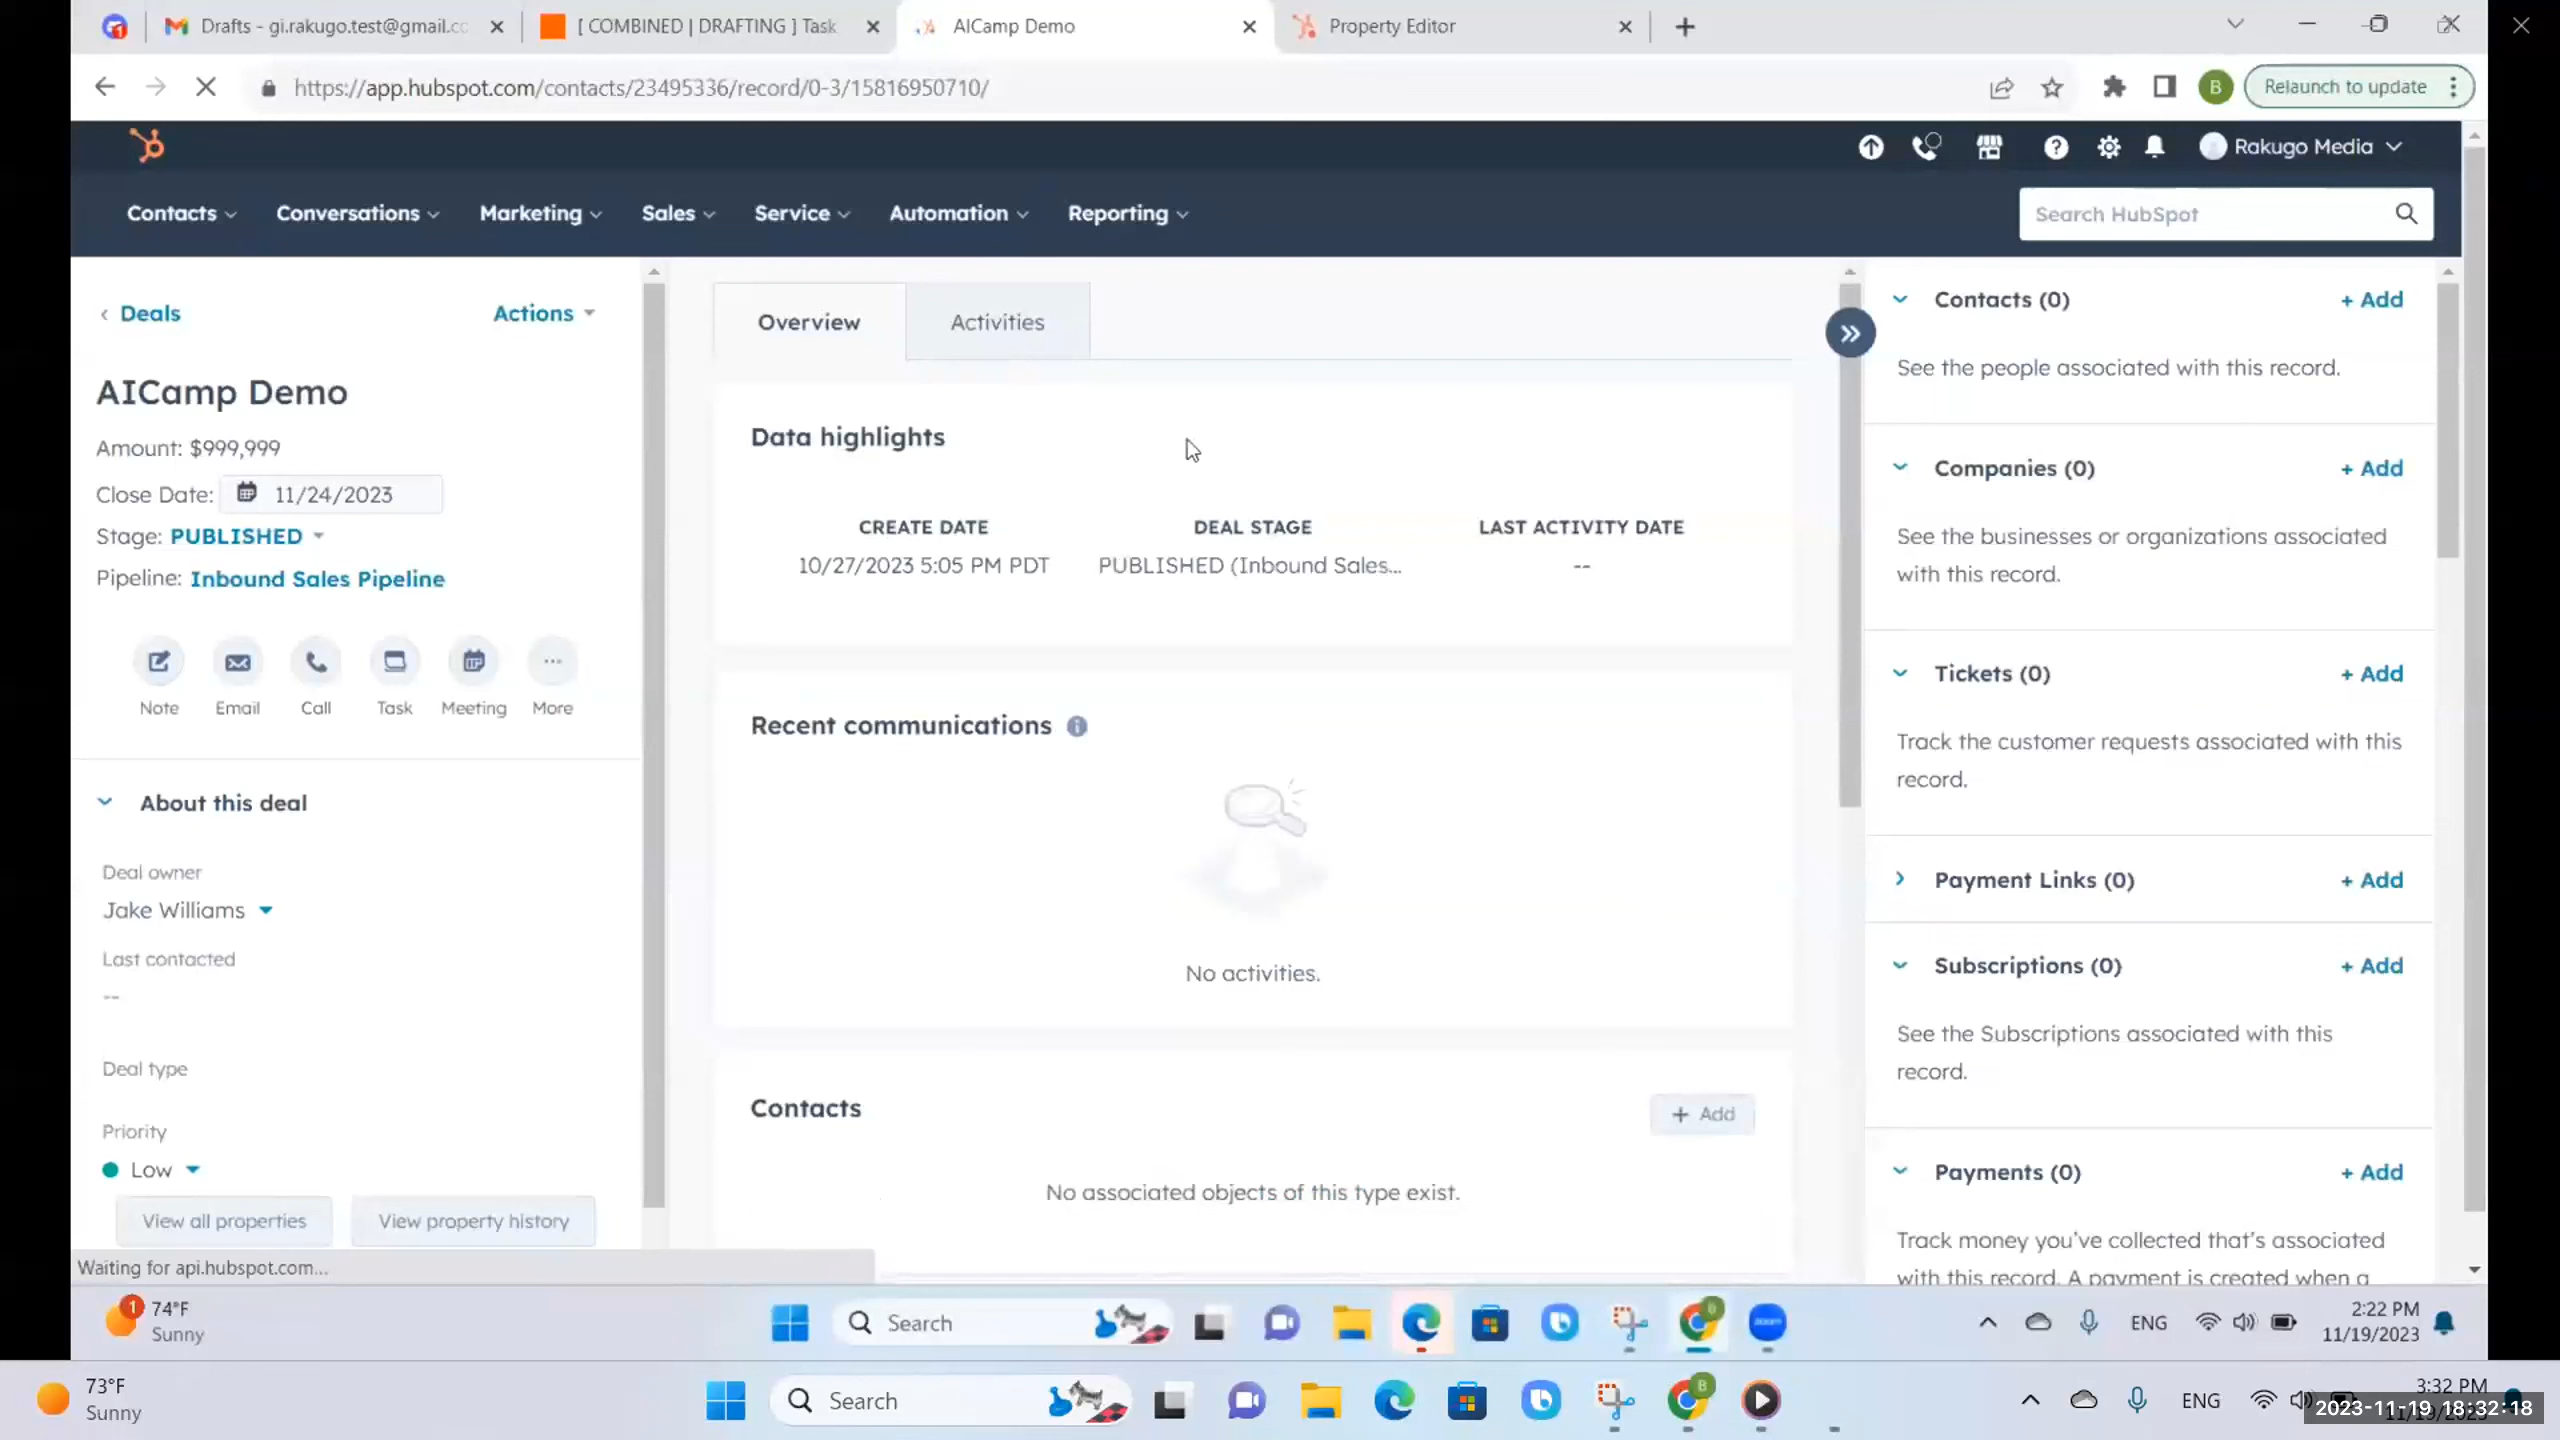 Drafts - gi.rakugo.test@gmail.cc
[ COMBINED | DRAFTING ] Task
AICamp Demo
Property Editor
https://app.hubspot.com/contacts/23495336/record/0-3/15816950710/
B
Relaunch to update
Rakugo Media
Contacts
Conversations
Marketing
Sales
Service
Automation
Reporting
Search HubSpot
Deals
Actions
AICamp Demo
Amount: $999,999
Close Date: 11/24/2023
Stage: PUBLISHED
Pipeline: Inbound Sales Pipeline
Note
Email
Call
Task
Meeting
More
About this deal
Deal owner
Jake Williams
Last contacted
--
Deal type
Priority
Low
View all properties
View property history
Waiting for api.hubspot.com...
Overview
Activities
Data highlights
CREATE DATE
10/27/2023 5:05 PM PDT
DEAL STAGE
PUBLISHED (Inbound Sales...
LAST ACTIVITY DATE
--
Recent communications
No activities.
Contacts
+ Add
No associated objects of this type exist.
Contacts (0)
+ Add
See the people associated with this record.
Companies (0)
+ Add
See the businesses or organizations associated
with this record.
Tickets (0)
+ Add
Track the customer requests associated with this
record.
Payment Links (0)
+ Add
Subscriptions (0)
+ Add
See the Subscriptions associated with this
record.
Payments (0)
+ Add
Track money you've collected that's associated
with this record. A payment is created when a
1
74°F
Sunny
Search
zoom
ENG
2:22 PM
11/19/2023
73°F
Sunny
Search
ENG
3:32 PM
2023-11-19 18:32:18